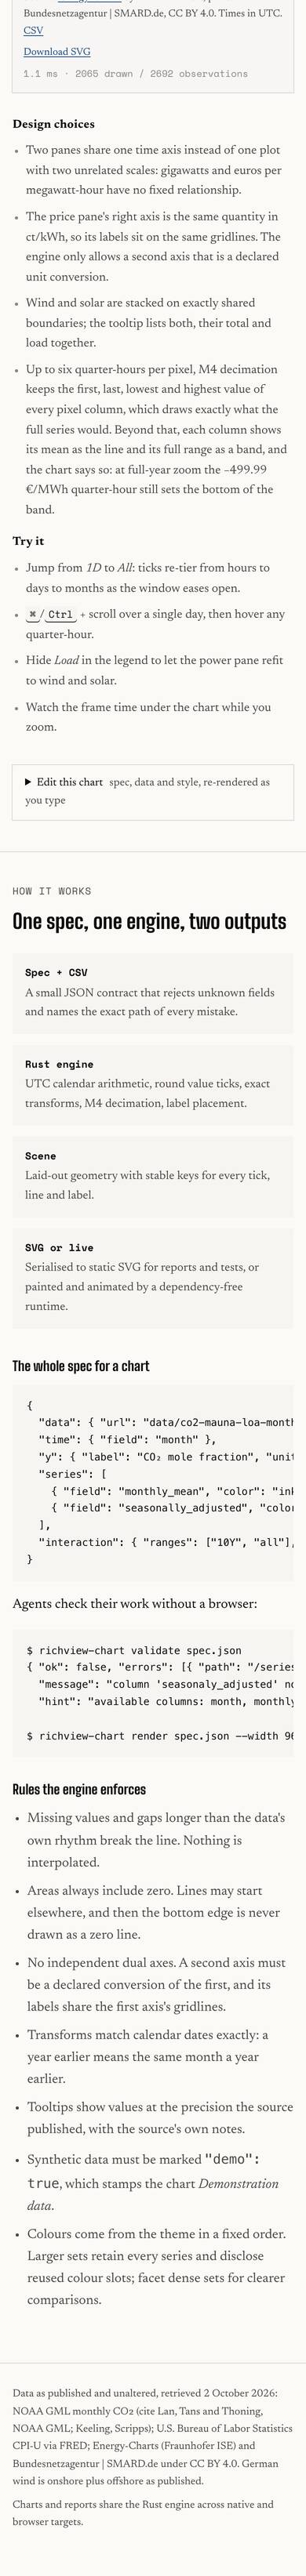 Bundesnetzagentur | SMARD.de, CC BY 4.0. Times in UTC.
CSV
Download SVG
1.1 ms · 2065 drawn / 2692 observations
Design choices
Two panes share one time axis instead of one plot
with two unrelated scales: gigawatts and euros per
megawatt-hour have no fixed relationship.
The price pane's right axis is the same quantity in
ct/kWh, so its labels sit on the same gridlines. The
engine only allows a second axis that is a declared
unit conversion.
Wind and solar are stacked on exactly shared
boundaries; the tooltip lists both, their total and
load together.
Up to six quarter-hours per pixel, M4 decimation
keeps the first, last, lowest and highest value of
every pixel column, which draws exactly what the
full series would. Beyond that, each column shows
its mean as the line and its full range as a band, and
the chart says so: at full-year zoom the −499.99
€/MWh quarter-hour still sets the bottom of the
band.
Try it
Jump from 1D to All: ticks re-tier from hours to
days to months as the window eases open.
⌘ / Ctrl + scroll over a single day, then hover any
quarter-hour.
Hide Load in the legend to let the power pane refit
to wind and solar.
Watch the frame time under the chart while you
zoom.
▶ Edit this chart spec, data and style, re-rendered as
you type
HOW IT WORKS
One spec, one engine, two outputs
Spec + CSV
A small JSON contract that rejects unknown fields
and names the exact path of every mistake.
Rust engine
UTC calendar arithmetic, round value ticks, exact
transforms, M4 decimation, label placement.
Scene
Laid-out geometry with stable keys for every tick,
line and label.
SVG or live
Serialised to static SVG for reports and tests, or
painted and animated by a dependency-free
runtime.
The whole spec for a chart
{
"data": { "url": "data/co2-mauna-loa-month
"time": { "field": "month" },
"y": { "label": "CO₂ mole fraction", "unit
"series": [
{ "field": "monthly_mean", "color": "ink
{ "field": "seasonally_adjusted", "color
],
"interaction": { "ranges": ["10Y", "all"],
}
Agents check their work without a browser:
$ richview-chart validate spec.json
{ "ok": false, "errors": [{ "path": "/series
"message": "column 'seasonaly_adjusted' no
"hint": "available columns: month, monthly
$ richview-chart render spec.json --width 96
Rules the engine enforces
Missing values and gaps longer than the data's
own rhythm break the line. Nothing is
interpolated.
Areas always include zero. Lines may start
elsewhere, and then the bottom edge is never
drawn as a zero line.
No independent dual axes. A second axis must
be a declared conversion of the first, and its
labels share the first axis's gridlines.
Transforms match calendar dates exactly: a
year earlier means the same month a year
earlier.
Tooltips show values at the precision the source
published, with the source's own notes.
Synthetic data must be marked "demo":
true, which stamps the chart Demonstration
data.
Colours come from the theme in a fixed order.
Larger sets retain every series and disclose
reused colour slots; facet dense sets for clearer
comparisons.
Data as published and unaltered, retrieved 2 October 2026:
NOAA GML monthly CO2 (cite Lan, Tans and Thoning,
NOAA GML; Keeling, Scripps); U.S. Bureau of Labor Statistics
CPI-U via FRED; Energy-Charts (Fraunhofer ISE) and
Bundesnetzagentur | SMARD.de under CC BY 4.0. German
wind is onshore plus offshore as published.
Charts and reports share the Rust engine across native and
browser targets.